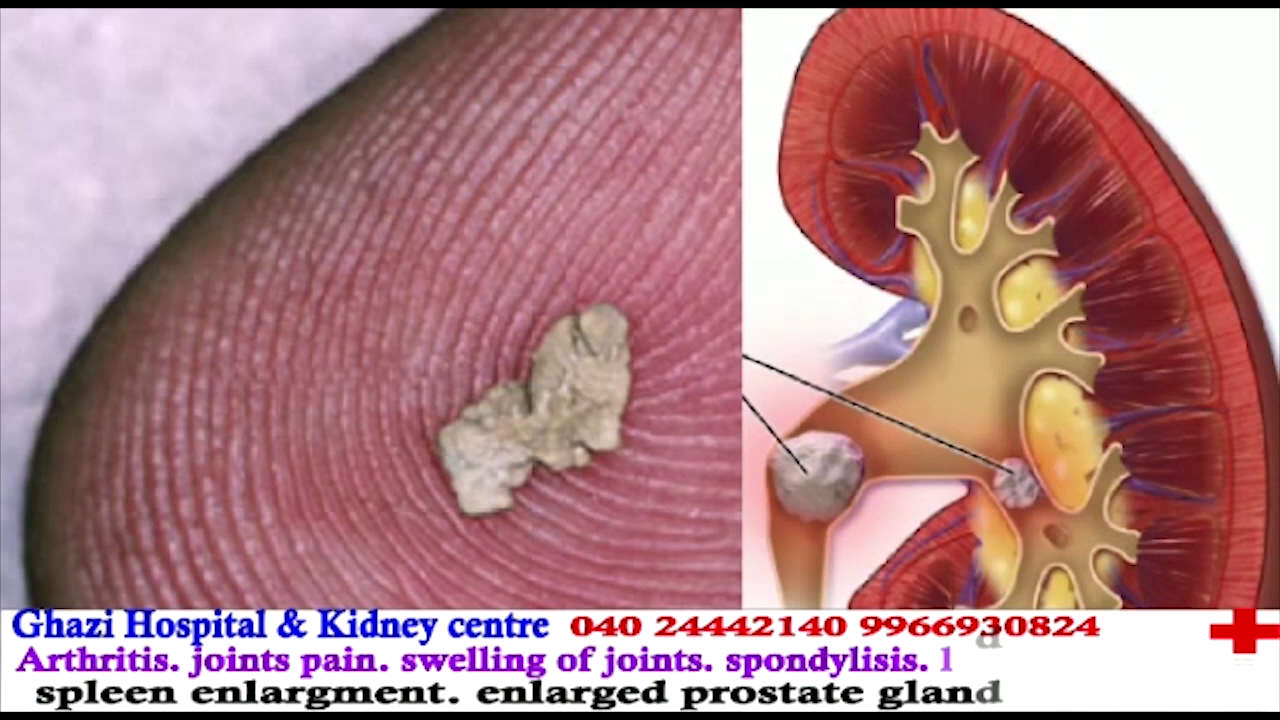 Ghazi Hospital & Kidney centre 040 24442140 9966930824
Arthritis. joints pain. swelling of joints. spondylisis. l
spleen enlargment. enlarged prostate gland